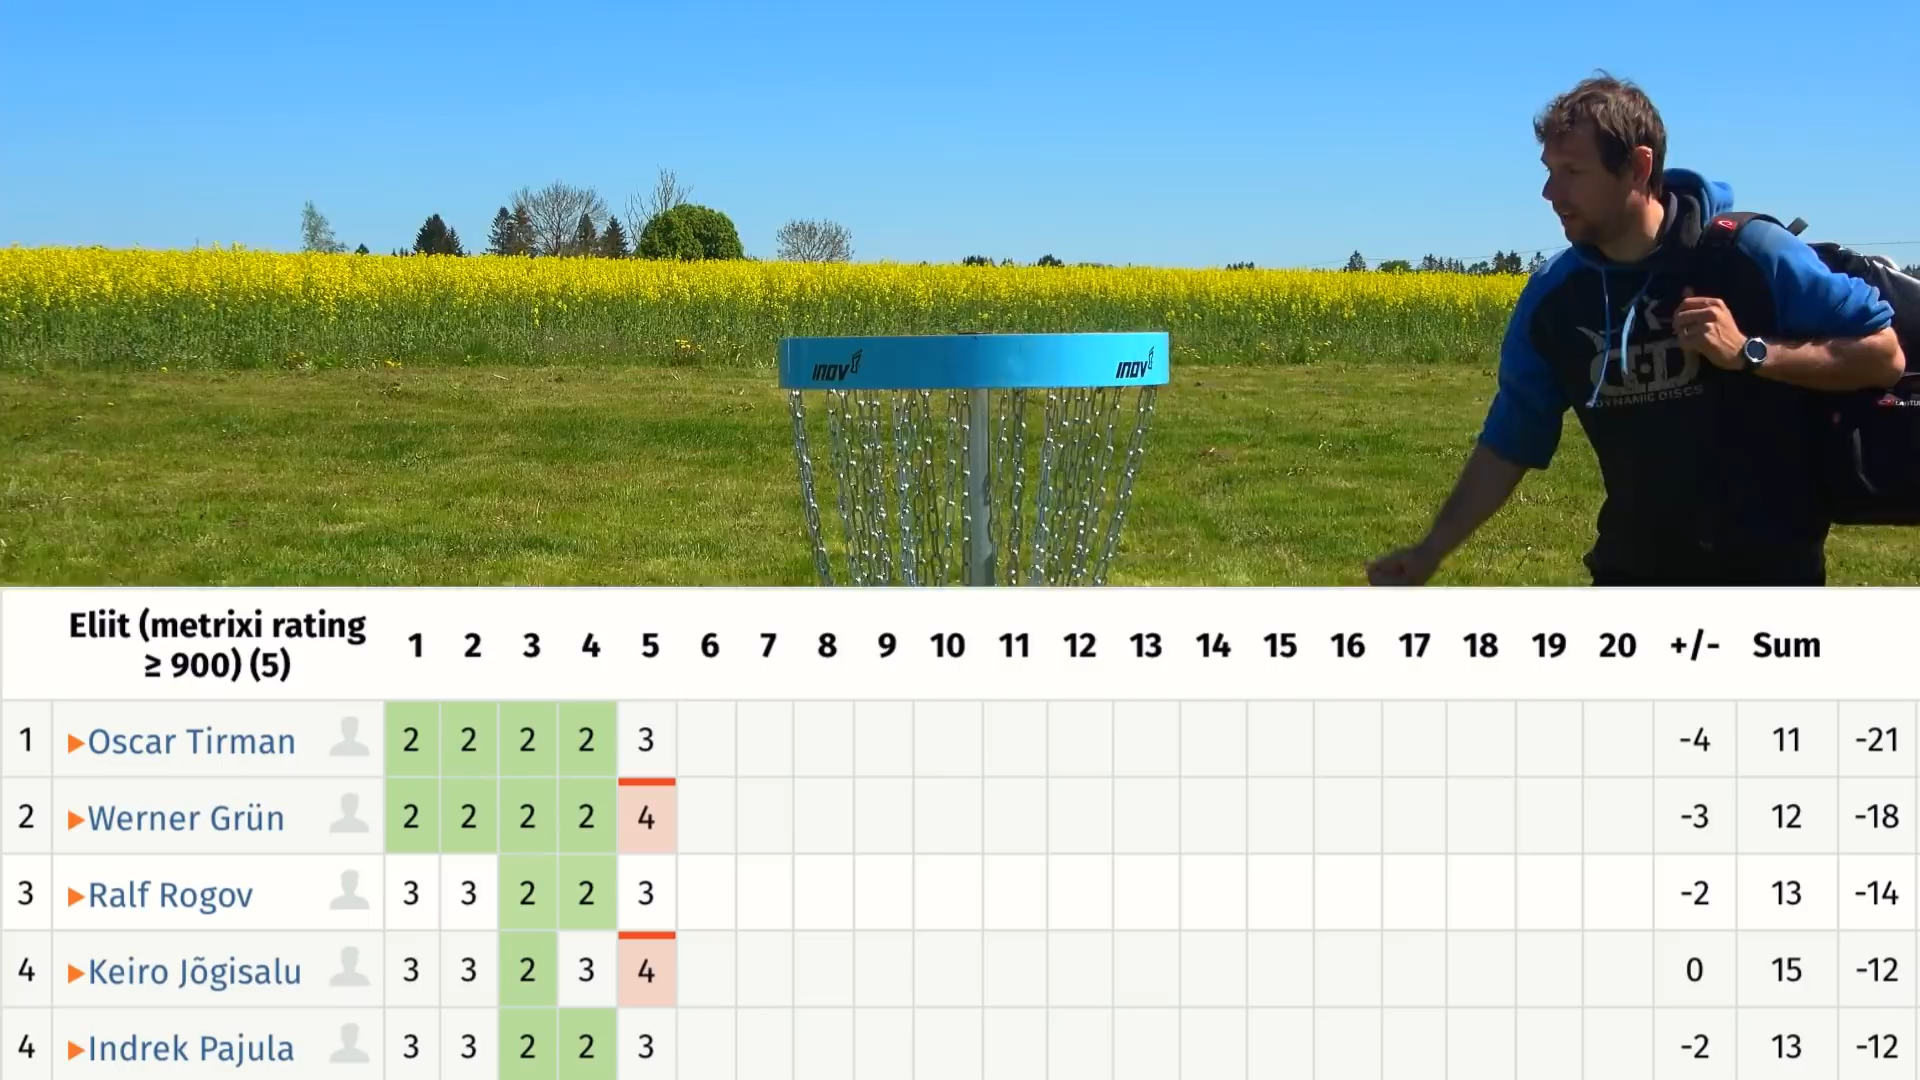 INOV INOV
D·D
DYNAMIC DISCS
Eliit (metrixi rating
≥ 900) (5) 1 2 3 4 5 6 7 8 9 10 11 12 13 14 15 16 17 18 19 20 +/- Sum
1 Oscar Tirman 2 2 2 2 3 -4 11 -21
2 Werner Grün 2 2 2 2 4 -3 12 -18
3 Ralf Rogov 3 3 2 2 3 -2 13 -14
4 Keiro Jõgisalu 3 3 2 3 4 0 15 -12
4 Indrek Pajula 3 3 2 2 3 -2 13 -12